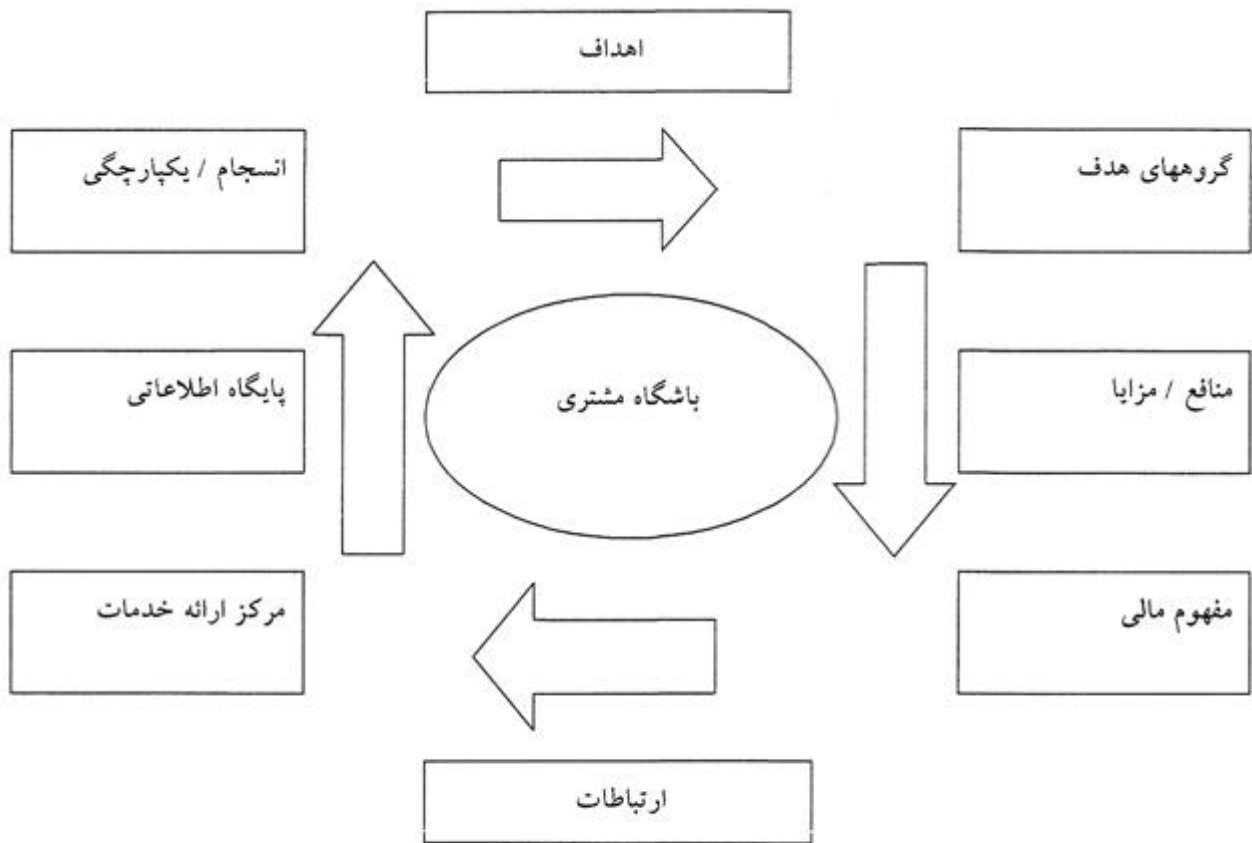 اهداف
گروههای هدف
انسجام / یکپارچگی
منافع / مزایا
باشگاه مشتری
پایگاه اطلاعاتی
مفهوم مالی
مرکز ارائه خدمات
ارتباطات